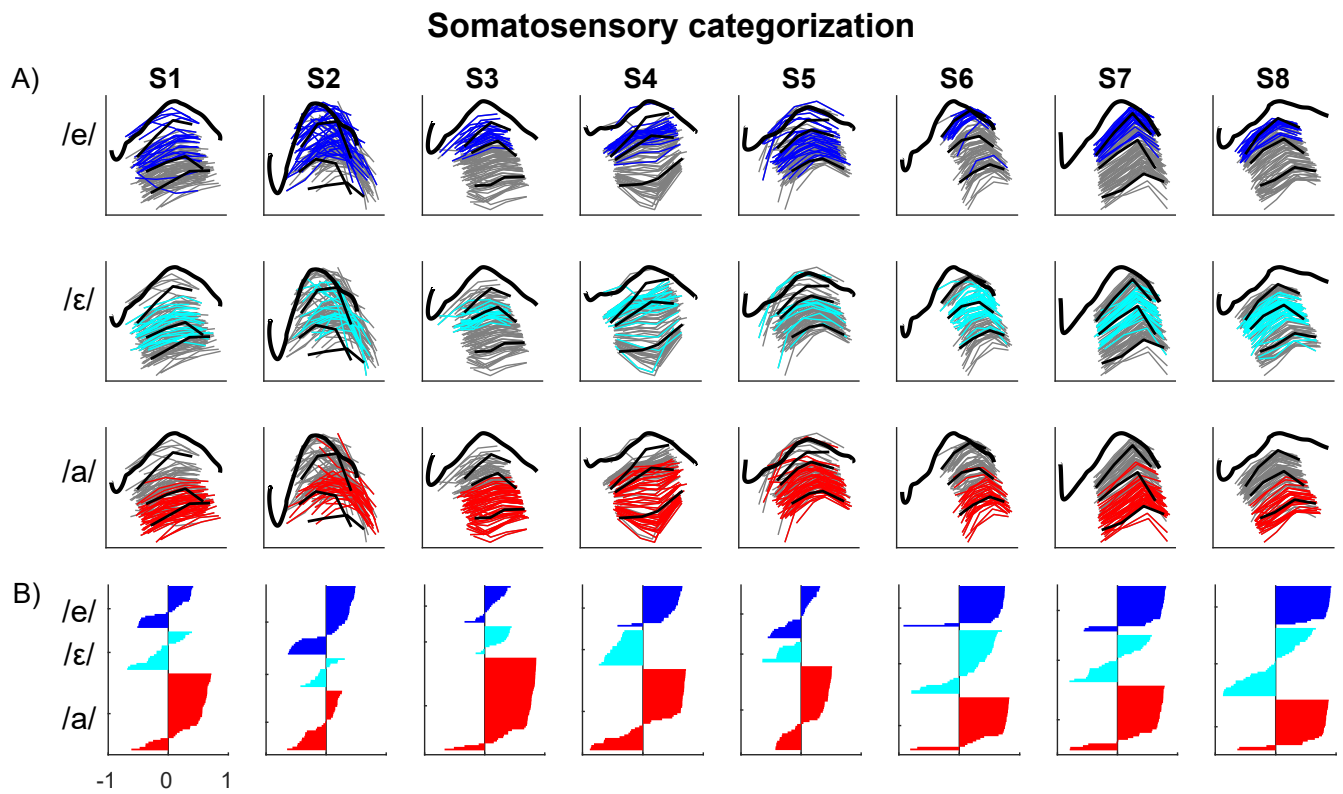 Somatosensory categorization
A) S1 S2 S3 S4 S5 S6 S7 S8
/e/
/ɛ/
/a/
B)
/e/
/ɛ/
/a/
-1 0 1